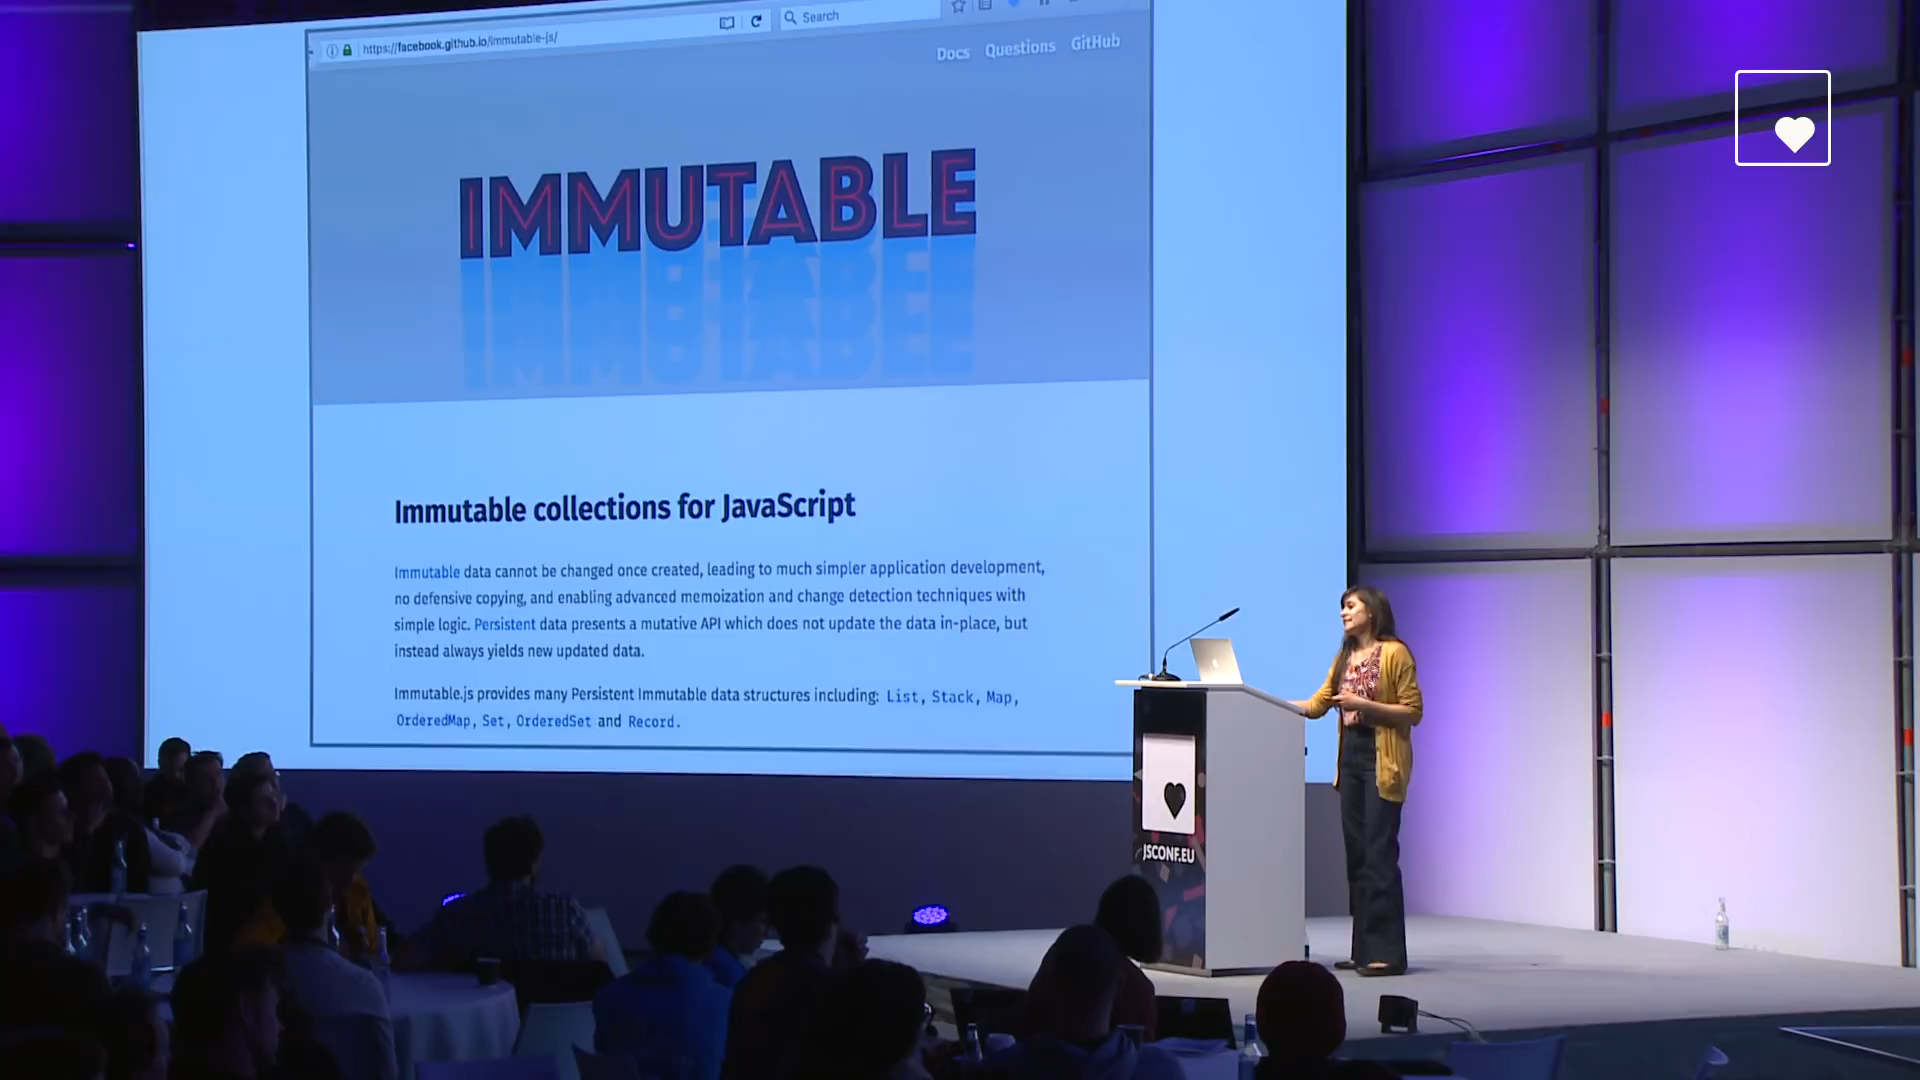 https://facebook.github.io/immutable-js/
Search
Docs Questions GitHub
IMMUTABLE
Immutable collections for JavaScript
Immutable data cannot be changed once created, leading to much simpler application development,
no defensive copying, and enabling advanced memoization and change detection techniques with
simple logic. Persistent data presents a mutative API which does not update the data in-place, but
instead always yields new updated data.
Immutable.js provides many Persistent Immutable data structures including: List, Stack, Map,
OrderedMap, Set, OrderedSet and Record.
JSCONF.EU